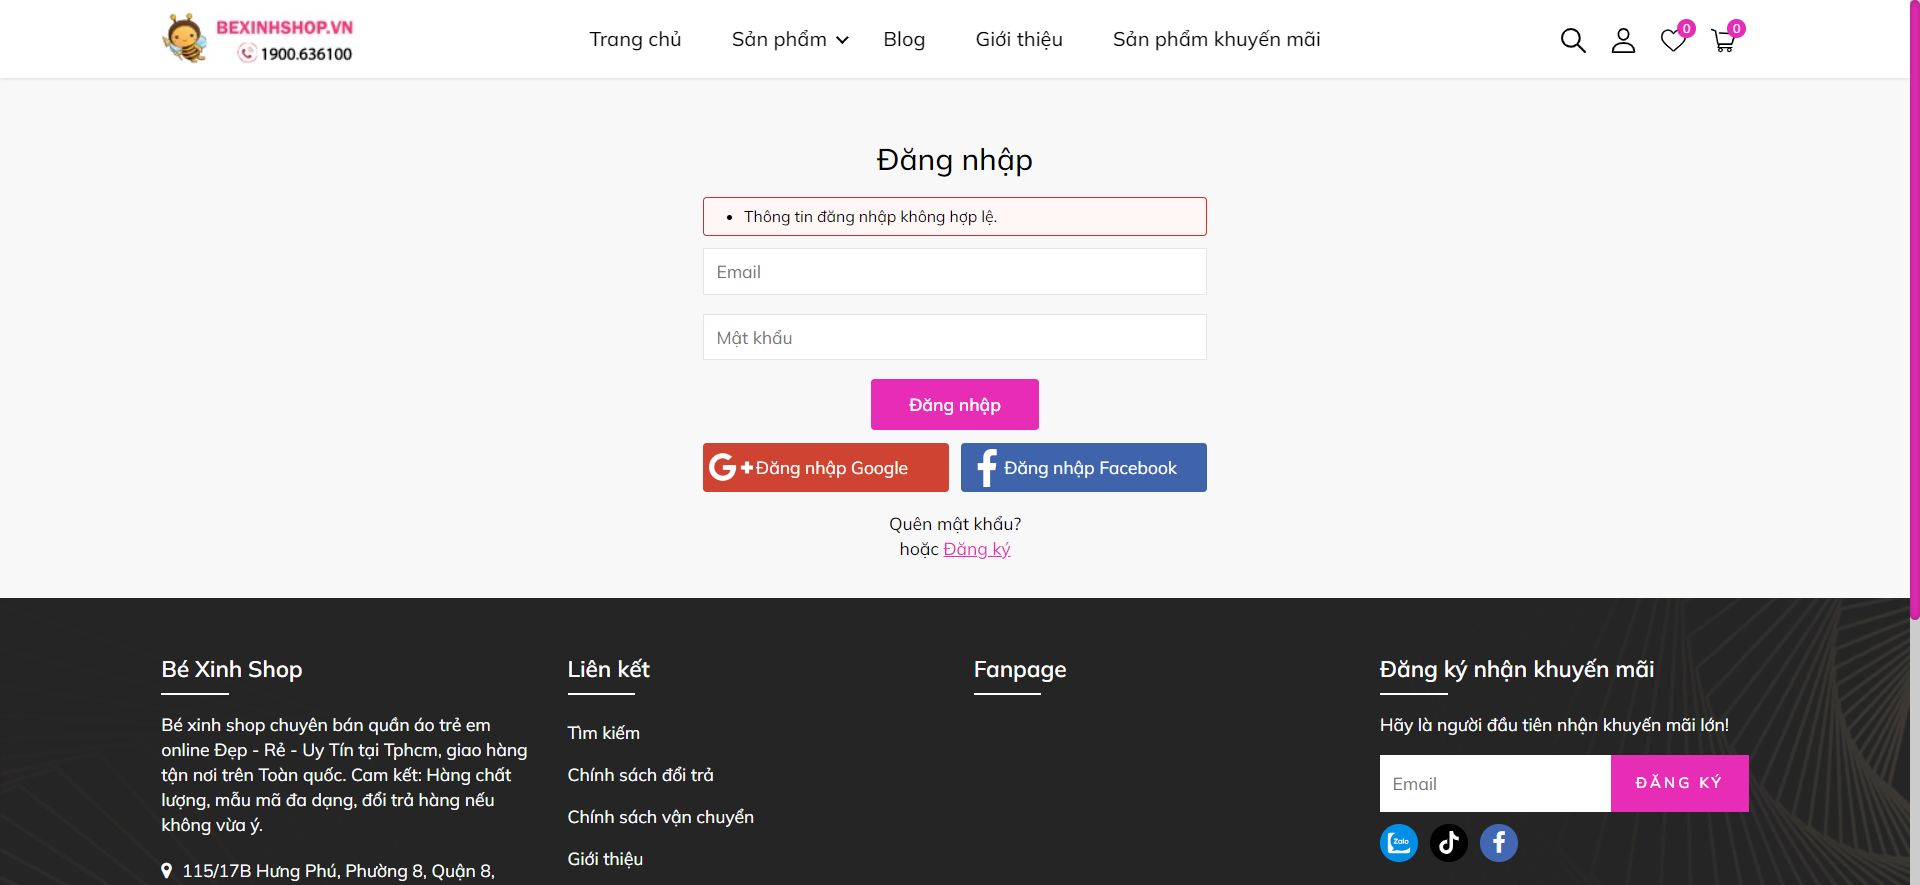 BEXINHSHOP.VN
1900.636100
Trang chủ
Sản phẩm
Blog
Giới thiệu
Sản phẩm khuyến mãi
0
0
Đăng nhập
Thông tin đăng nhập không hợp lệ.
Email
Mật khẩu
Đăng nhập
G+ Đăng nhập Google
f Đăng nhập Facebook
Quên mật khẩu?
hoặc Đăng ký
Bé Xinh Shop
Bé xinh shop chuyên bán quần áo trẻ em
online Đẹp - Rẻ - Uy Tín tại Tphcm, giao hàng
tận nơi trên Toàn quốc. Cam kết: Hàng chất
lượng, mẫu mã đa dạng, đổi trả hàng nếu
không vừa ý.
115/17B Hưng Phú, Phường 8, Quận 8,
Liên kết
Tìm kiếm
Chính sách đổi trả
Chính sách vận chuyển
Giới thiệu
Fanpage
Đăng ký nhận khuyến mãi
Hãy là người đầu tiên nhận khuyến mãi lớn!
Email
ĐĂNG KÝ
Zalo